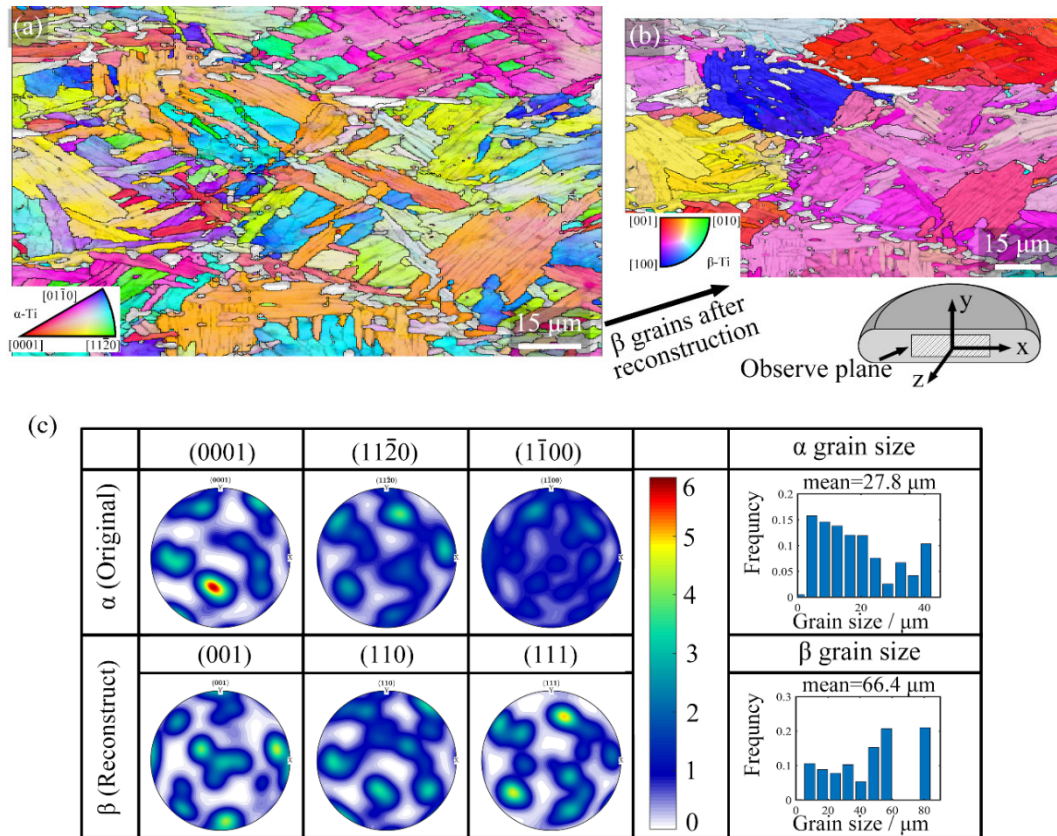 (a)
[011̄0]
α-Ti
[0001] [112̄0]
15 μm
(b)
[001] [010]
[100] β-Ti
15 μm
β grains after
reconstruction
Observe plane
y
x
z
(c)
(0001) (112̄0) (11̄00) α grain size
α (Original)
{0001}
Y
X
{112̄0}
Y
X
{11̄00}
Y
X
6
5
4
3
2
1
0
mean=27.8 μm
Frequncy
0.2
0.15
0.1
0.05
0
0 20 40
Grain size / μm
(001) (110) (111) β grain size
β (Reconstruct)
{001}
Y
X
{110}
Y
X
{111}
Y
X
mean=66.4 μm
Frequncy
0.3
0.2
0.1
0
0 20 40 60 80
Grain size / μm